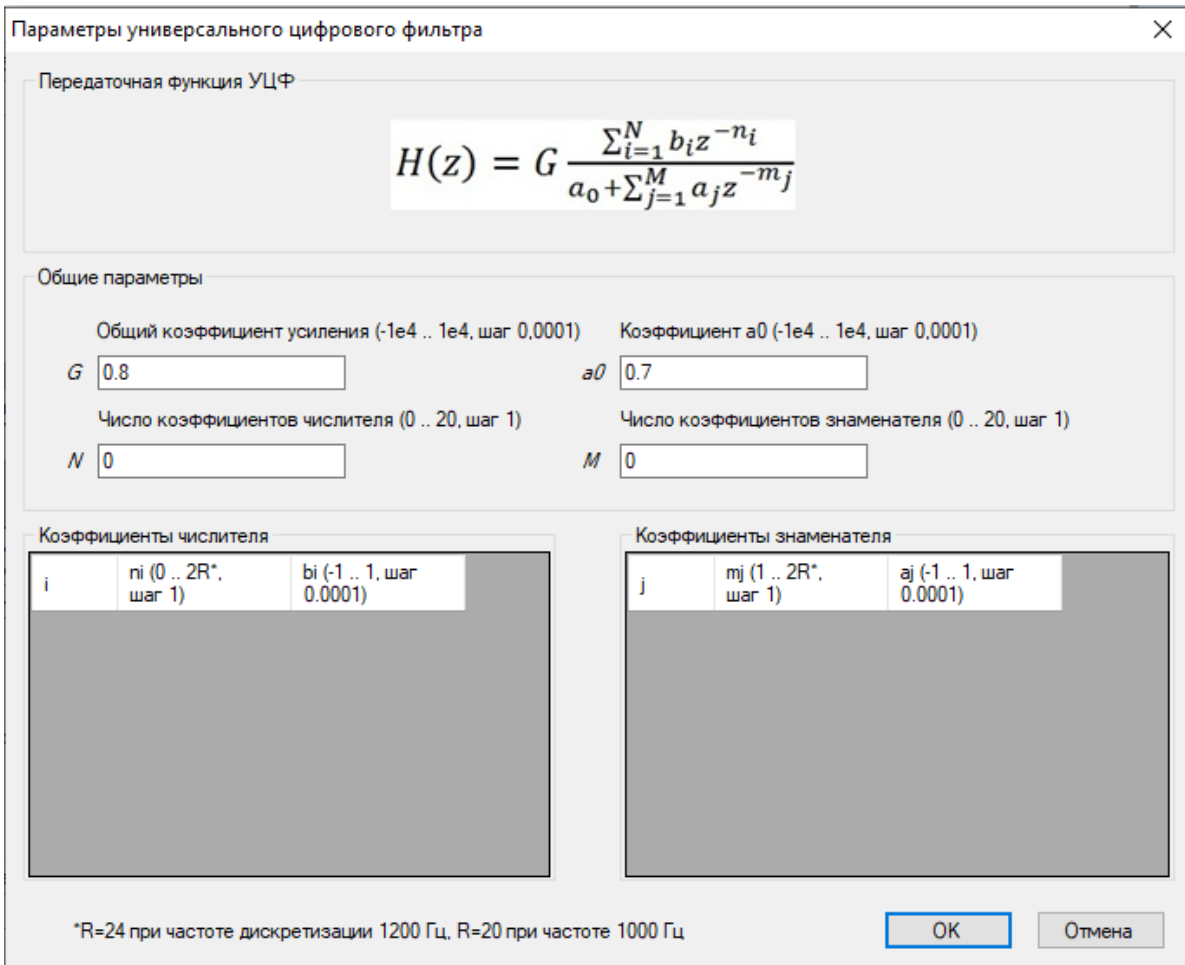 Параметры универсального цифрового фильтра
Передаточная функция УЦФ
H(z) = G \frac{\sum_{i=1}^{N} b_i z^{-n_i}}{a_0+\sum_{j=1}^{M} a_j z^{-m_j}}
Общие параметры
Общий коэффициент усиления (-1e4 .. 1e4, шаг 0,0001)
G 0.8
Коэффициент a0 (-1e4 .. 1e4, шаг 0,0001)
a0 0.7
Число коэффициентов числителя (0 .. 20, шаг 1)
N 0
Число коэффициентов знаменателя (0 .. 20, шаг 1)
M 0
Коэффициенты числителя
i
ni (0 .. 2R*,
шаг 1)
bi (-1 .. 1, шаг
0.0001)
Коэффициенты знаменателя
j
mj (1 .. 2R*,
шаг 1)
aj (-1 .. 1, шаг
0.0001)
*R=24 при частоте дискретизации 1200 Гц, R=20 при частоте 1000 Гц
OK
Отмена